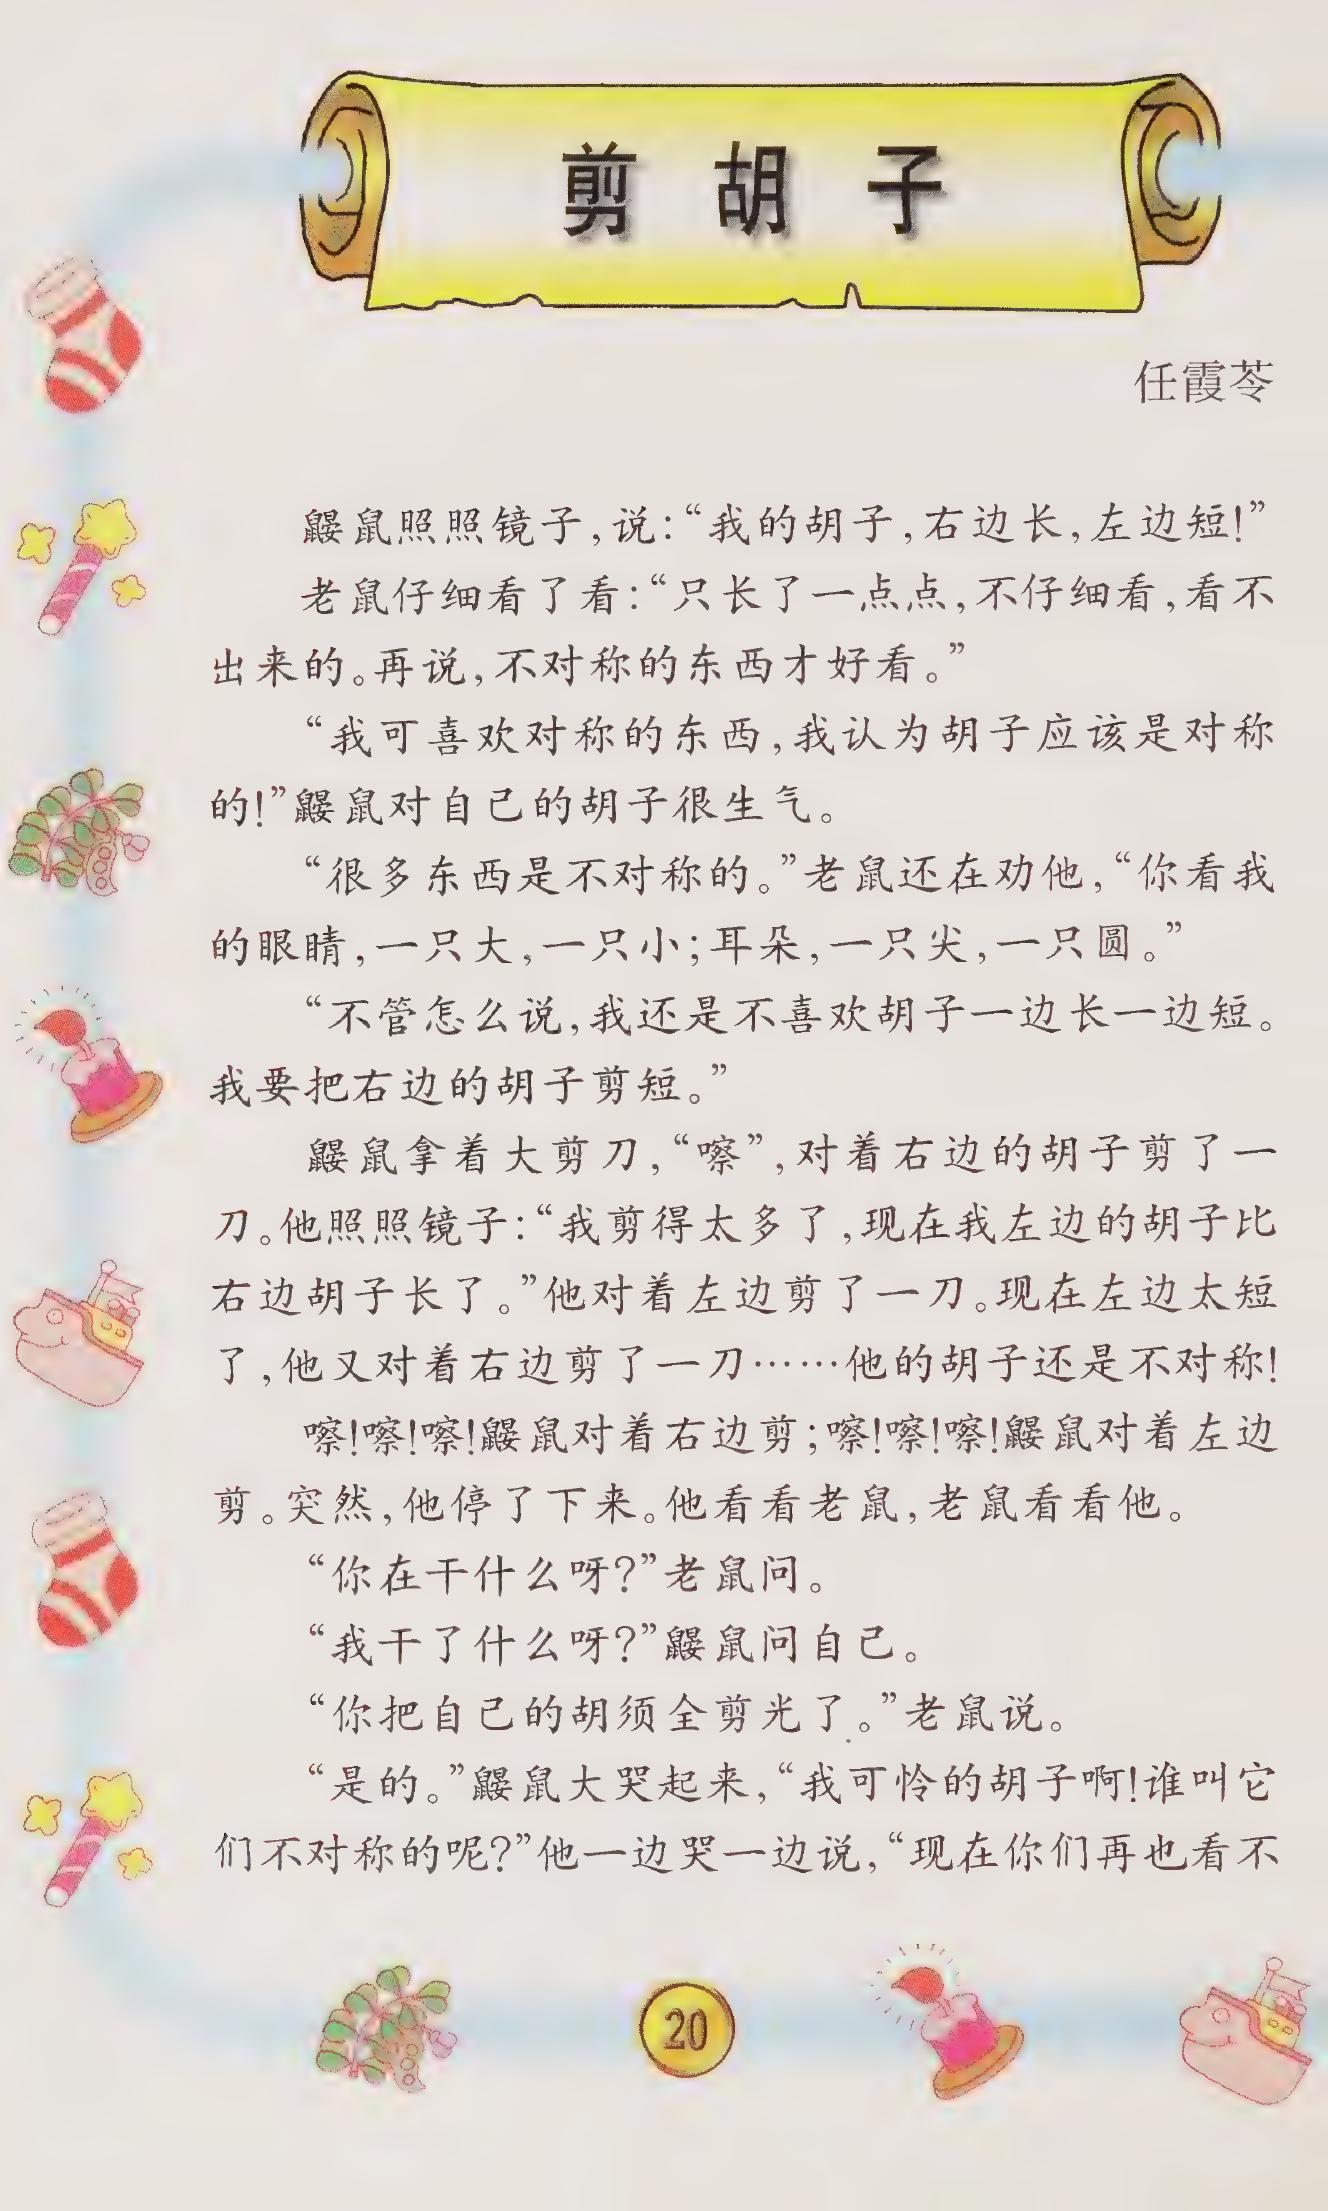 剪胡子
任霞苓
鼹鼠照照镜子，说：“我的胡子，右边长，左边短！”
老鼠仔细看了看：“只长了一点点，不仔细看，看不
出来的。再说，不对称的东西才好看。”
“我可喜欢对称的东西，我认为胡子应该是对称
的！”鼹鼠对自己的胡子很生气。
“很多东西是不对称的。”老鼠还在劝他，“你看我
的眼睛，一只大，一只小；耳朵，一只尖，一只圆。”
“不管怎么说，我还是不喜欢胡子一边长一边短。
我要把右边的胡子剪短。”
鼹鼠拿着大剪刀，“嚓”，对着右边的胡子剪了一
刀。他照照镜子：“我剪得太多了，现在我左边的胡子比
右边胡子长了。”他对着左边剪了一刀。现在左边太短
了，他又对着右边剪了一刀……他的胡子还是不对称！
嚓！嚓！嚓！鼹鼠对着右边剪；嚓！嚓！嚓！鼹鼠对着左边
剪。突然，他停了下来。他看看老鼠，老鼠看看他。
“你在干什么呀？”老鼠问。
“我干了什么呀？”鼹鼠问自己。
“你把自己的胡须全剪光了。”老鼠说。
“是的。”鼹鼠大哭起来，“我可怜的胡子啊！谁叫它
们不对称的呢？”他一边哭一边说，“现在你们再也看不
20